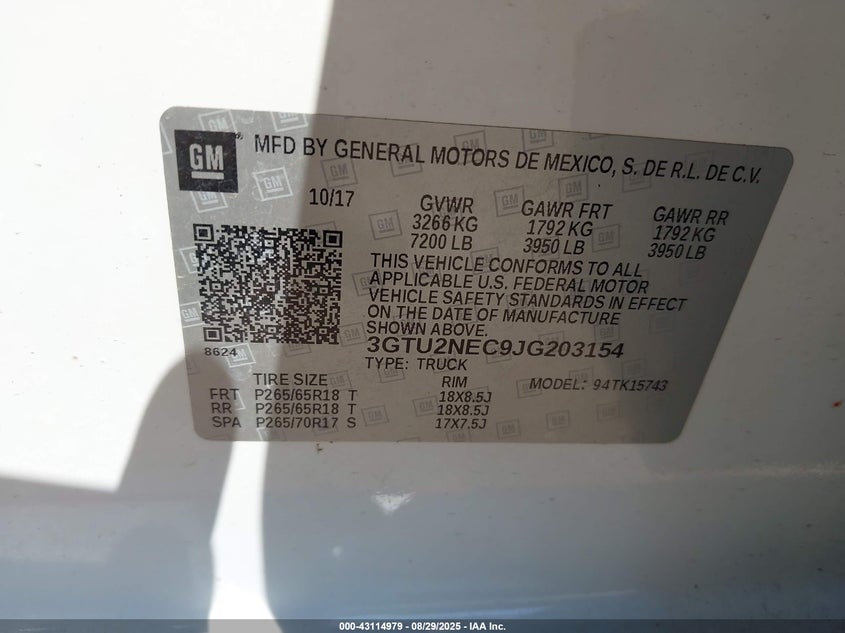 GM
MFD BY GENERAL MOTORS DE MEXICO, S. DE R.L. DE C.V.
10/17
GVWR GAWR FRT GAWR RR
3266 KG 1792 KG 1792 KG
7200 LB 3950 LB 3950 LB
THIS VEHICLE CONFORMS TO ALL
APPLICABLE U.S. FEDERAL MOTOR
VEHICLE SAFETY STANDARDS IN EFFECT
ON THE DATE OF MANUFACTURE
SHOWN ABOVE.
8624
3GTU2NEC9JG203154
TYPE: TRUCK
TIRE SIZE RIM MODEL: 94TK15743
FRT P265/65R18 T 18X8.5J
RR P265/65R18 T 18X8.5J
SPA P265/70R17 S 17X7.5J
000-43114979 - 08/29/2025 - IAA Inc.